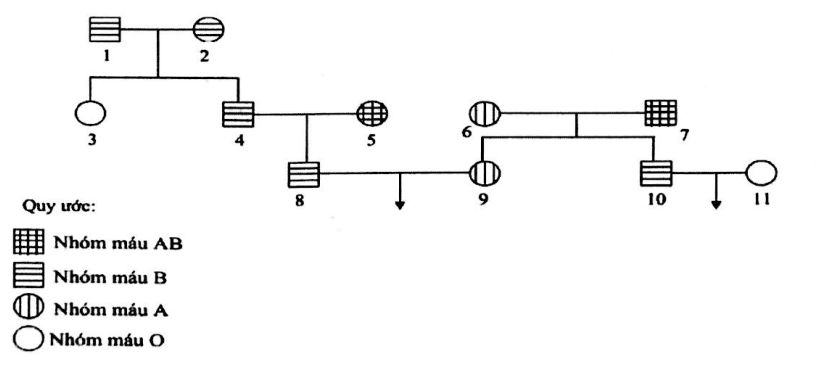 1
2
3
4
5
6
7
8
9
10
11
Quy ước:
Nhóm máu AB
Nhóm máu B
Nhóm máu A
Nhóm máu O